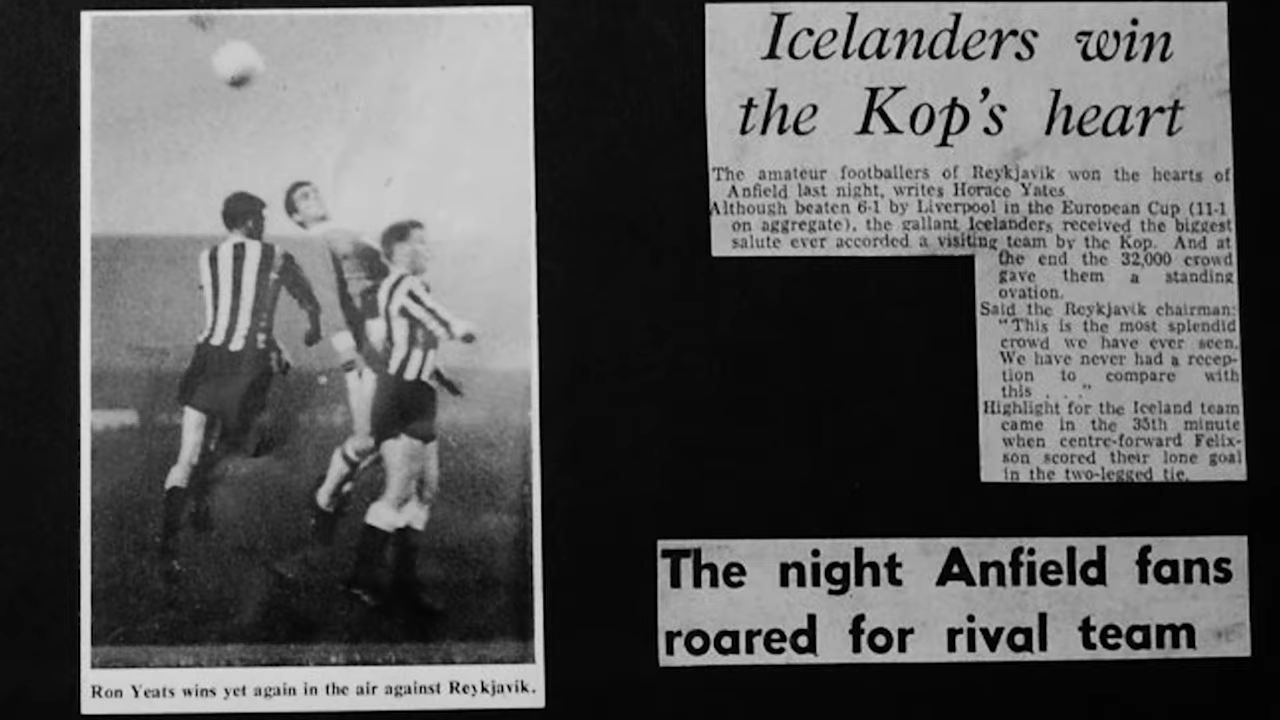 Icelanders win
the Kop's heart
The amateur footballers of Reykjavik won the hearts of
Anfield last night, writes Horace Yates
Although beaten 6-1 by Liverpool in the European Cup (11-1
on aggregate), the gallant Icelanders received the biggest
salute ever accorded a visiting team by the Kop. And at
the end the 32,000 crowd
gave them a standing
ovation.
Said the Reykjavik chairman:
"This is the most splendid
crowd we have ever seen.
We have never had a recep-
tion to compare with
this . . ."
Highlight for the Iceland team
came in the 35th minute
when centre-forward Felix-
son scored their lone goal
in the two-legged tie.
The night Anfield fans
roared for rival team
Ron Yeats wins yet again in the air against Reykjavik.